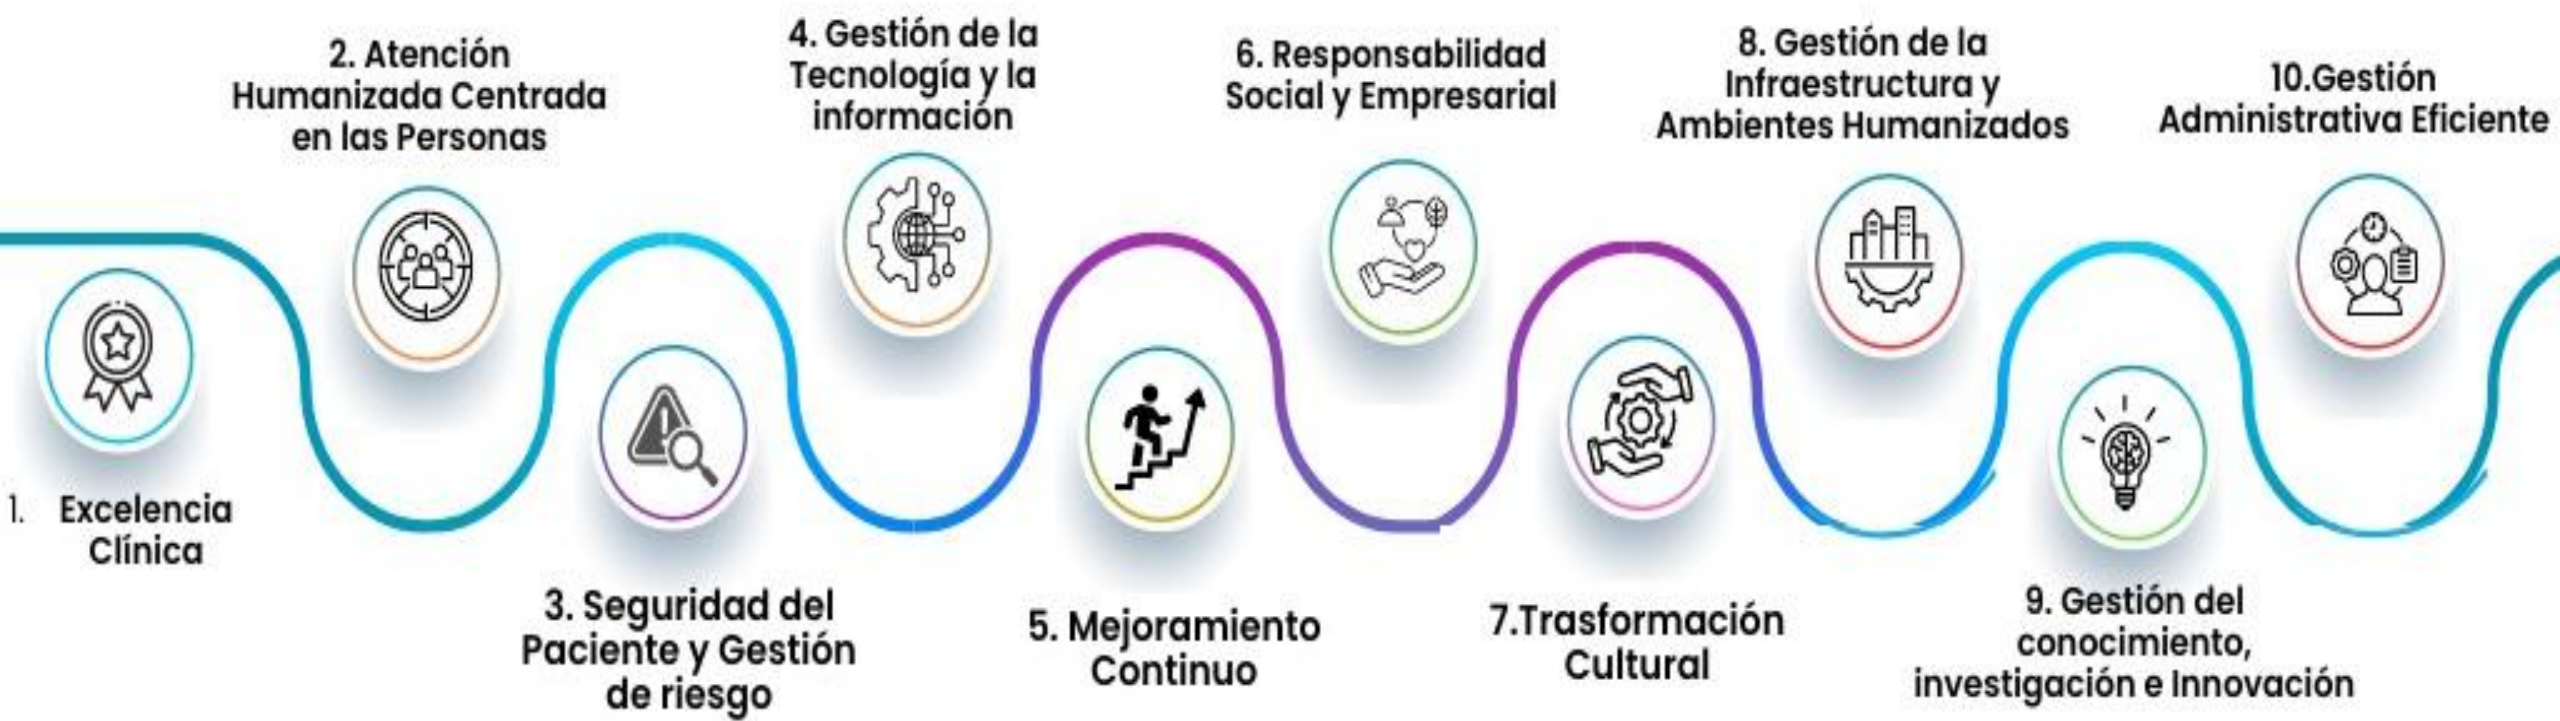 1. Excelencia
Clínica
2. Atención
Humanizada Centrada
en las Personas
3. Seguridad del
Paciente y Gestión
de riesgo
4. Gestión de la
Tecnología y la
información
5. Mejoramiento
Continuo
6. Responsabilidad
Social y Empresarial
7.Trasformación
Cultural
8. Gestión de la
Infraestructura y
Ambientes Humanizados
9. Gestión del
conocimiento,
investigación e Innovación
10.Gestión
Administrativa Eficiente